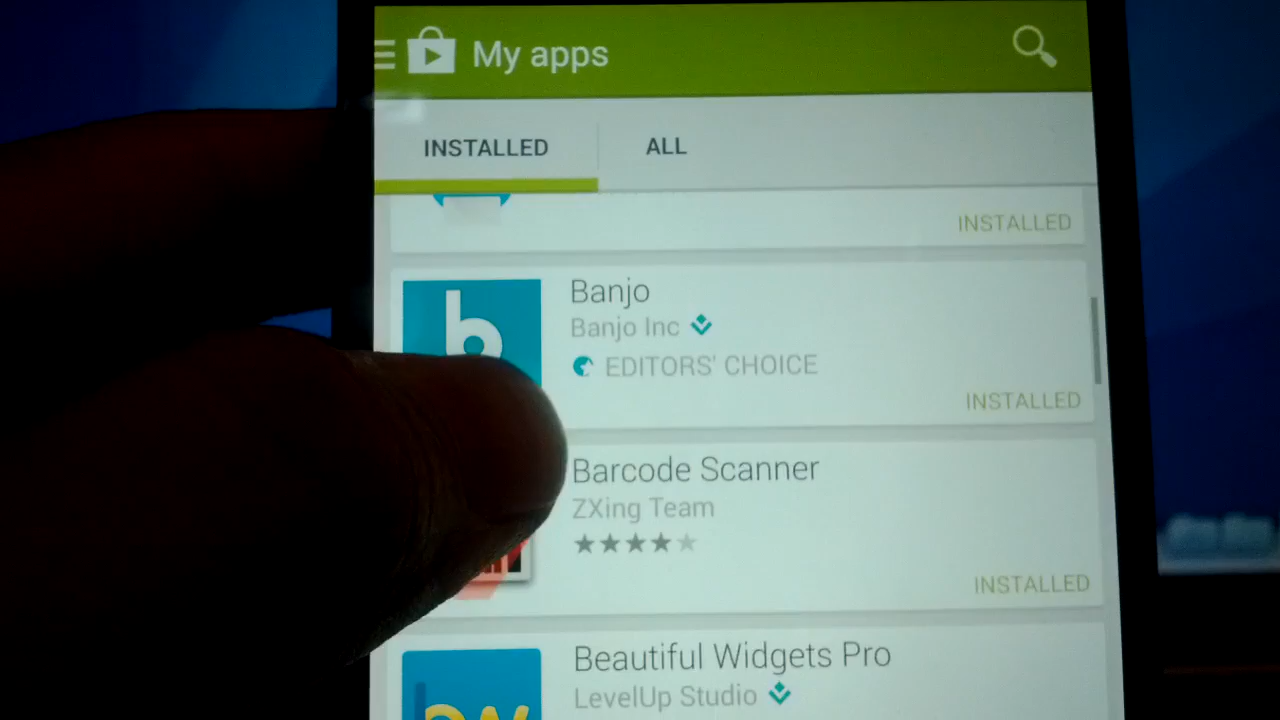 My apps
INSTALLED
ALL
INSTALLED
b
Banjo
Banjo Inc
EDITORS' CHOICE
INSTALLED
Barcode Scanner
ZXing Team
INSTALLED
Beautiful Widgets Pro
LevelUp Studio